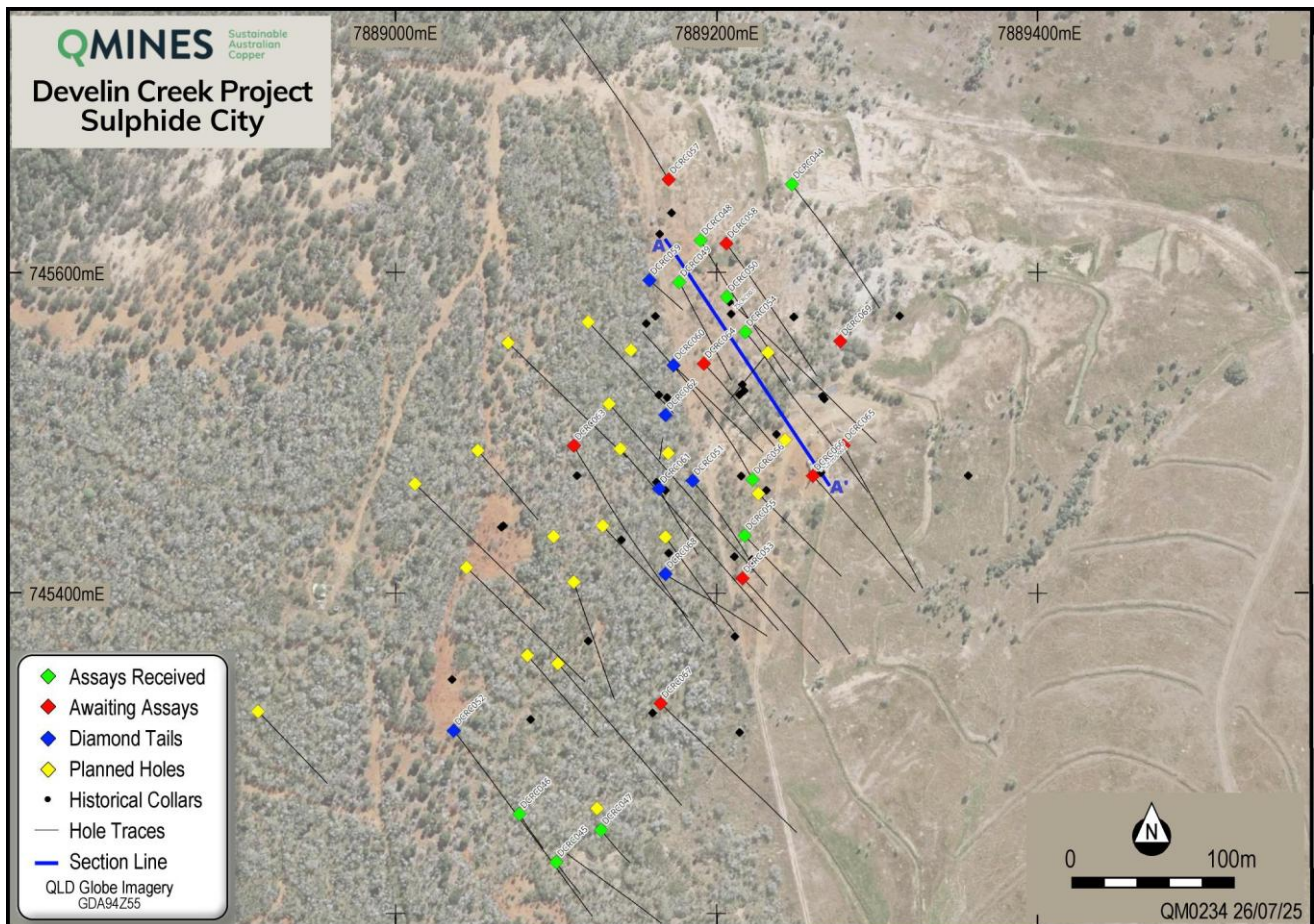 QMINES
Sustainable
Australian
Copper
Develin Creek Project
Sulphide City
7889000mE
7889200mE
7889400mE
745600mE
745400mE
DCRC057
DCRC044
DCRC048
DCRC058
A'
DCRC059
DCRC049
DCRC050
DCRC054
DCRC069
DCRC060
DCRC064
DCRC062
DCRC063
DCRC065
DCRC056
A'
DCRC061
DCRC051
DCRC055
DCRC068
DCRC053
DCRC067
DCRC052
DCRC046
DCRC047
DCRC045
Assays Received
Awaiting Assays
Diamond Tails
Planned Holes
Historical Collars
Hole Traces
Section Line
QLD Globe Imagery
GDA94Z55
N
0 100m
QM0234 26/07/25